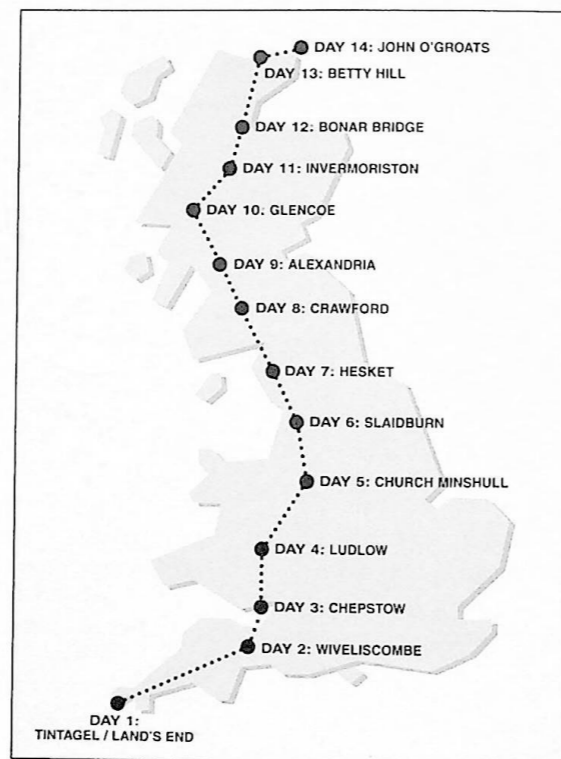 DAY 14: JOHN O'GROATS
DAY 13: BETTY HILL
DAY 12: BONAR BRIDGE
DAY 11: INVERMORISTON
DAY 10: GLENCOE
DAY 9: ALEXANDRIA
DAY 8: CRAWFORD
DAY 7: HESKET
DAY 6: SLAIDBURN
DAY 5: CHURCH MINSHULL
DAY 4: LUDLOW
DAY 3: CHEPSTOW
DAY 2: WIVELISCOMBE
DAY 1:
TINTAGEL / LAND'S END